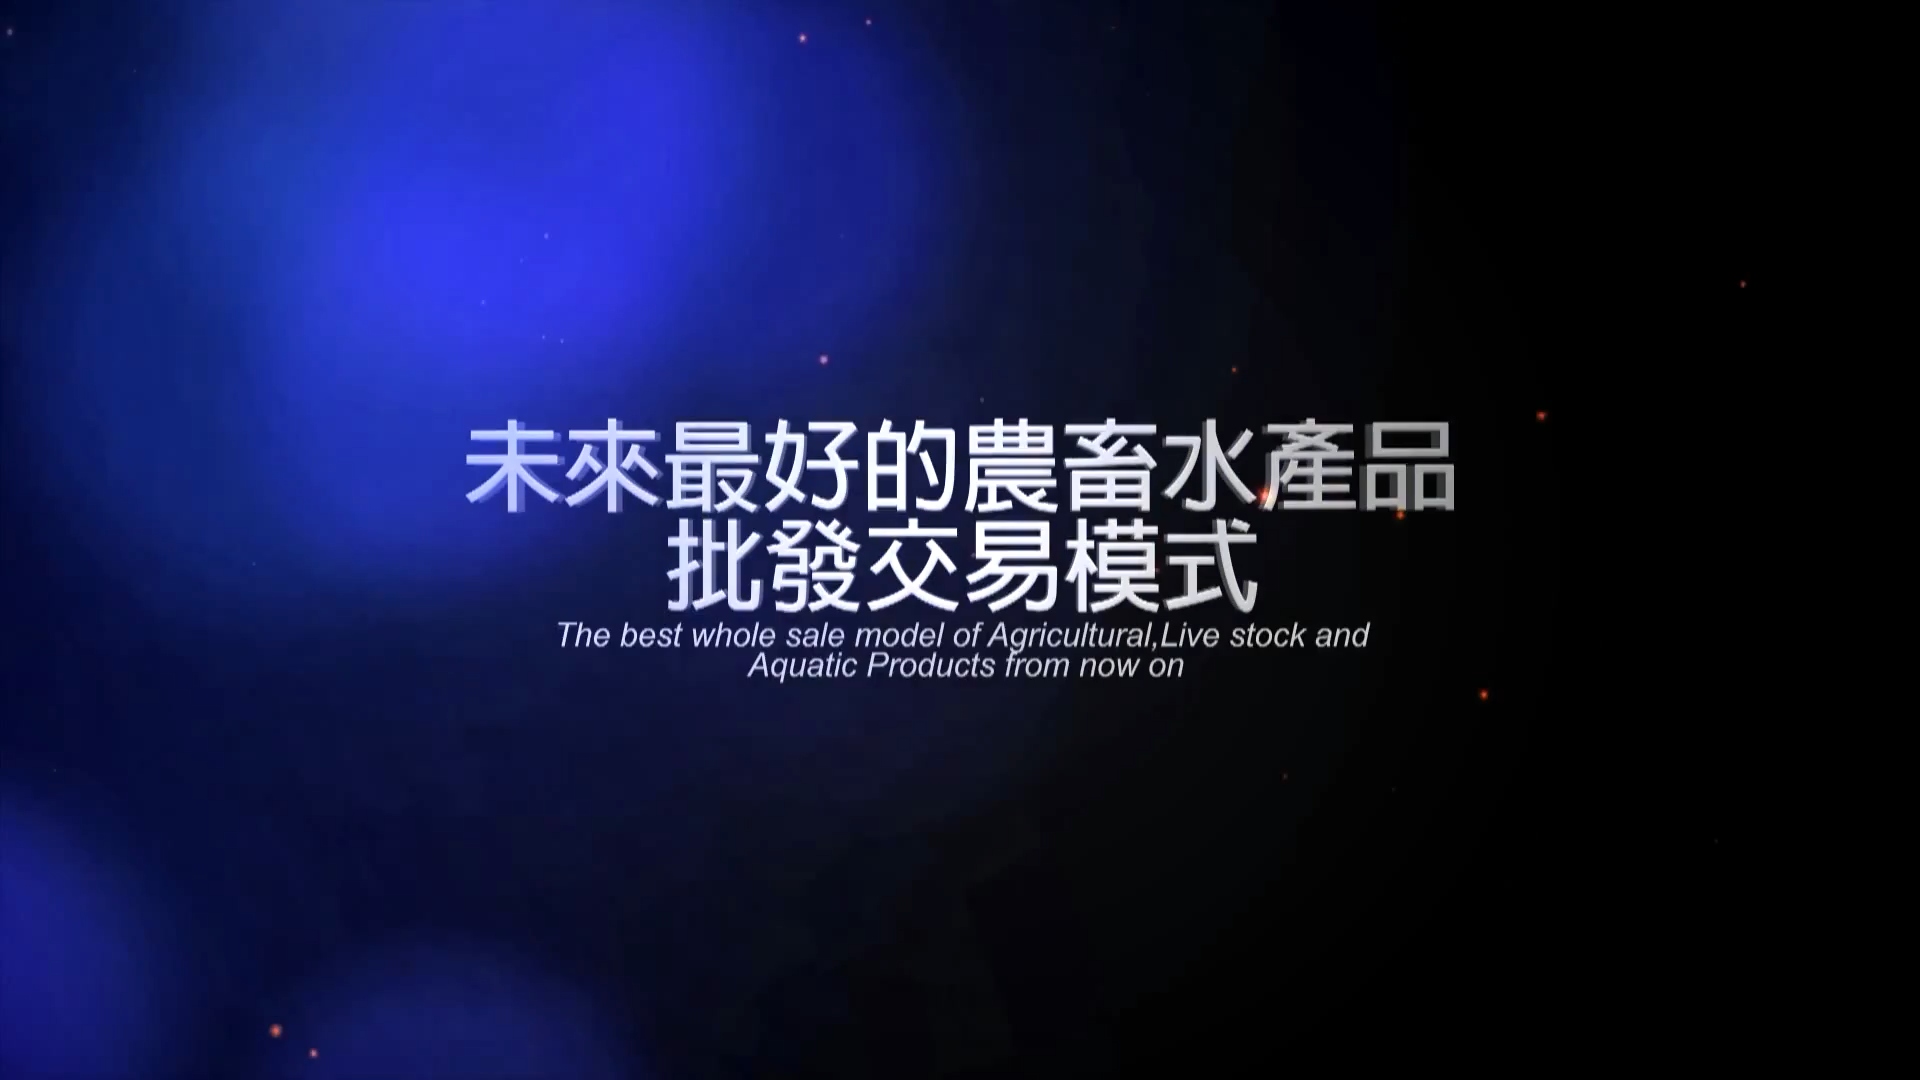 未來最好的農畜水產品
批發交易模式
The best whole sale model of Agricultural,Live stock and
Aquatic Products from now on